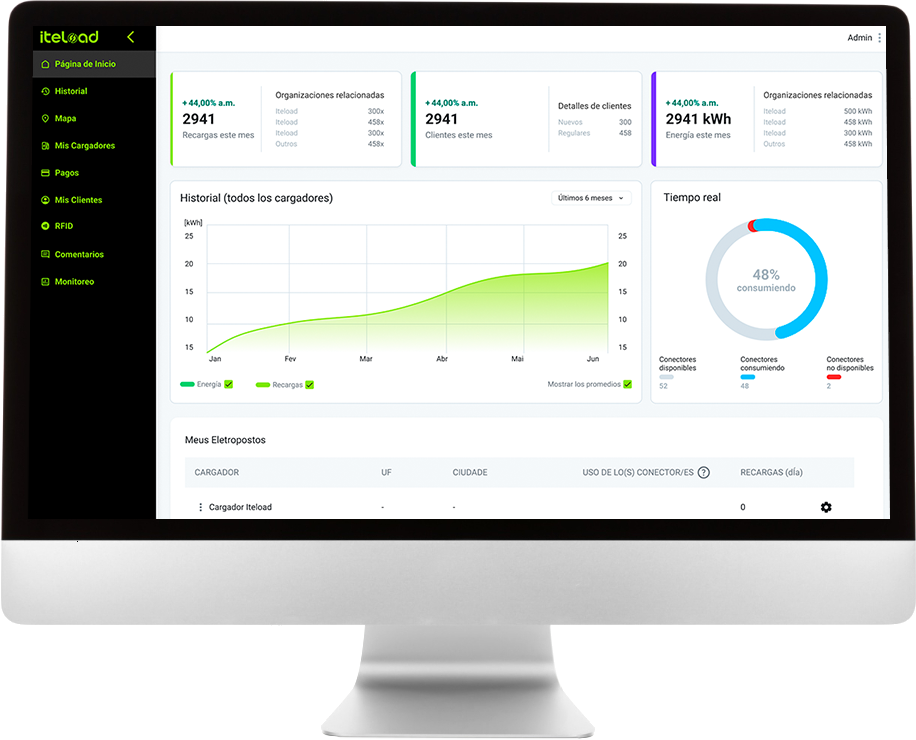 iteload
Admin
Página de Inicio
Historial
Mapa
Mis Cargadores
Pagos
Mis Clientes
RFID
Comentarios
Monitoreo
+ 44,00% a.m.
2941
Recargas este mes
Organizaciones relacionadas
Iteload 300x
Iteload 458x
Iteload 300x
Outros 458x
+ 44,00% a.m.
2941
Clientes este mes
Detalles de clientes
Nuevos 300
Regulares 458
+ 44,00% a.m.
2941 kWh
Energía este mes
Organizaciones relacionadas
Iteload 500 kWh
Iteload 458 kWh
Iteload 300 kWh
Outros 458 kWh
Historial (todos los cargadores)
Últimos 6 meses
[kWh]
25 25
20 20
15 15
10 10
15 15
Jan Fev Mar Abr Mai Jun
Energía Recargas Mostrar los promedios
Tiempo real
48%
consumiendo
Conectores disponibles
52
Conectores consumiendo
48
Conectores no disponibles
2
Meus Eletropostos
CARGADOR UF CIUDADE USO DE LO(S) CONECTOR/ES ? RECARGAS (día)
Cargador Iteload - - 0